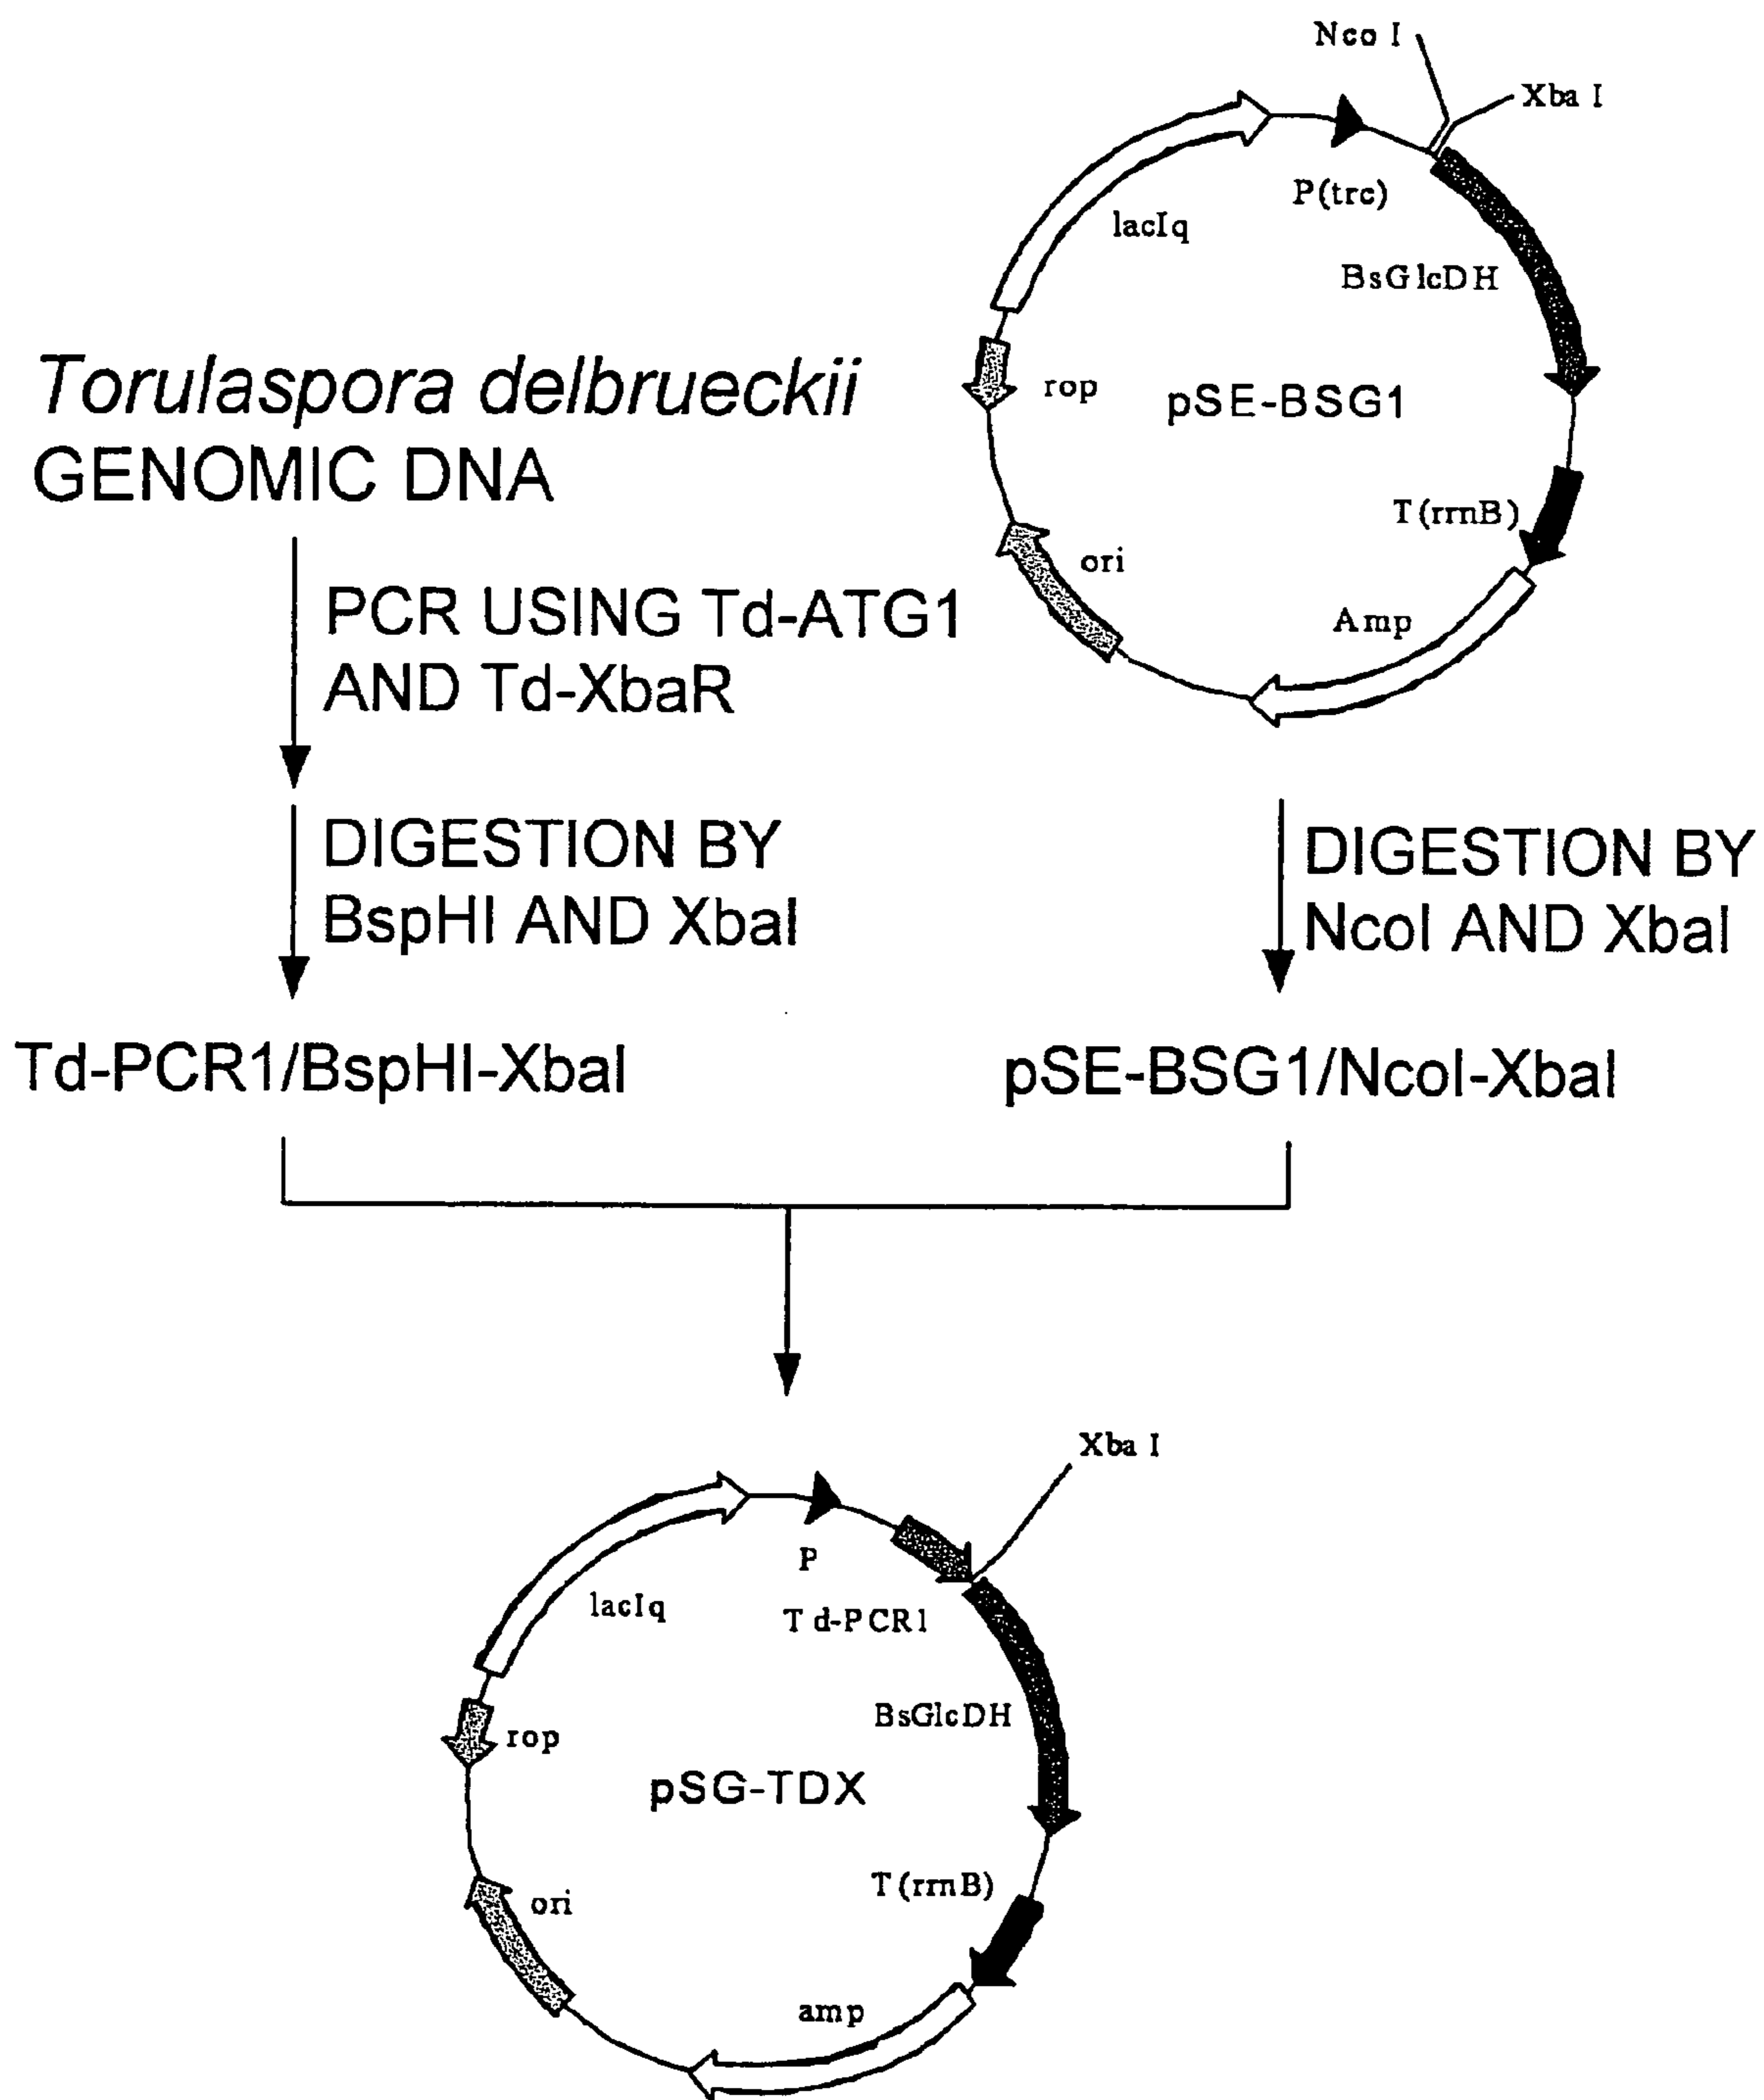 Nco I
Xba I
P(trc)
lacIq
BsGlcDH
rop
pSE-BSG1
T(rrnB)
ori
Amp
Torulaspora delbrueckii
GENOMIC DNA
PCR USING Td-ATG1
AND Td-XbaR
DIGESTION BY
BspHI AND XbaI
DIGESTION BY
NcoI AND XbaI
Td-PCR1/BspHI-XbaI
pSE-BSG1/NcoI-XbaI
Xba I
P
lacIq
Td-PCR1
BsGlcDH
rop
pSG-TDX
T(rrnB)
ori
amp